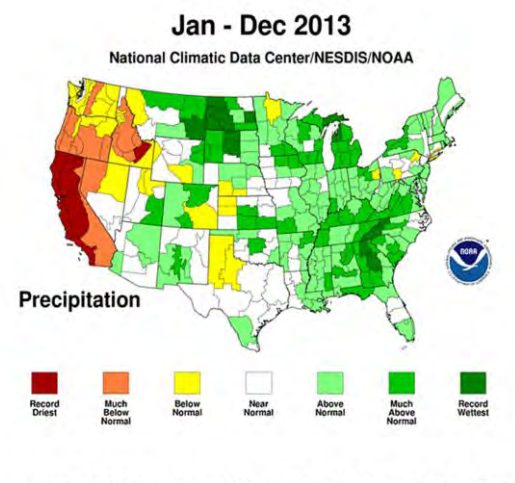 Jan - Dec 2013
National Climatic Data Center/NESDIS/NOAA
NOAA
Precipitation
Record
Driest
Much
Below
Normal
Below
Normal
Near
Normal
Above
Normal
Much
Above
Normal
Record
Wettest